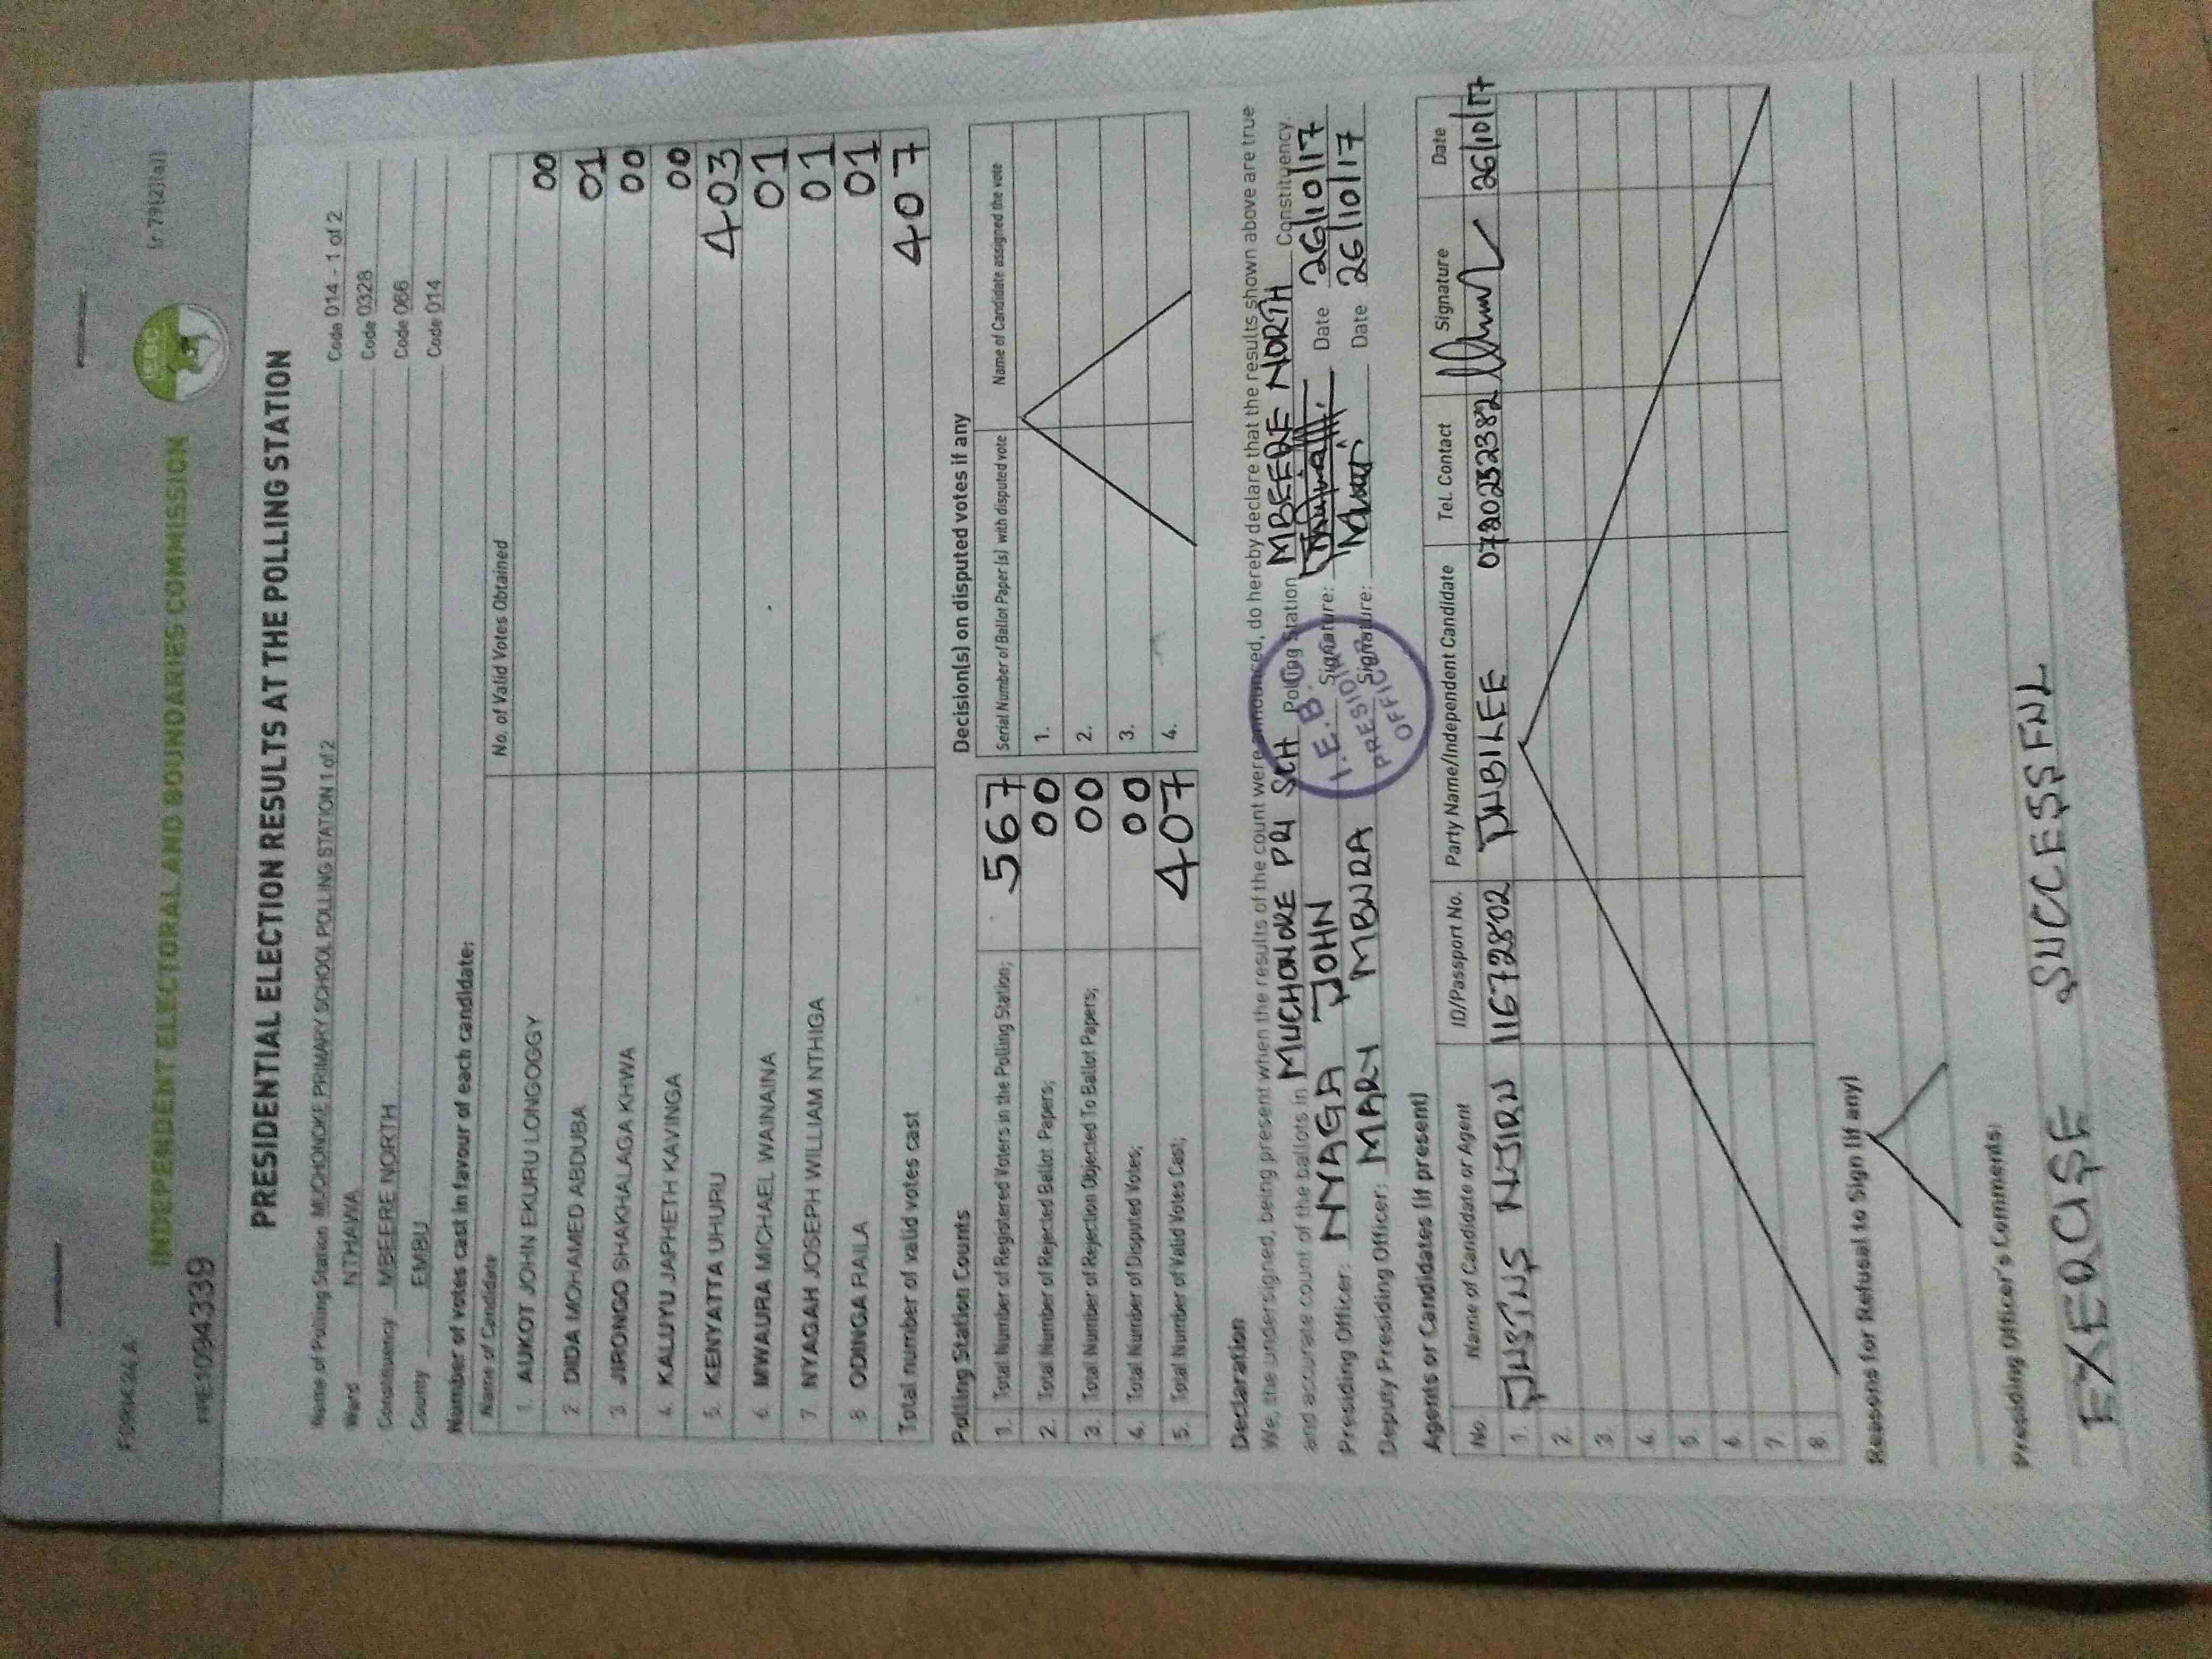 FORM 34 A
(r.79(2)(a))
INDEPENDENT ELECTORAL AND BOUNDARIES COMMISSION
IEBC
PRESIDENTIAL ELECTION RESULTS AT THE POLLING STATION
Name of Polling Station MUCHONOKE PRIMARY SCHOOL POLLING STATION 1 of 2 Code 014 - 1 of 2
Ward NTHAWA Code 0328
Constituency MBEERE NORTH Code 066
County EMBU Code 014
Number of votes cast in favour of each candidate:
Name of Candidate No. of Valid Votes Obtained
1. AUKOT JOHN EKURU LONGOGGY 00
2. DIDA MOHAMED ABDUBA 01
3. JIRONGO SHAKHALAGA KHWA 00
4. KALUYU JAPHETH KAVINGA 00
5. KENYATTA UHURU 403
6. MWAURA MICHAEL WAINAINA 01
7. NYAGAH JOSEPH WILLIAM NTHIGA 01
8. ODINGA RAILA 01
Total number of valid votes cast 407
Polling Station Counts
1. Total Number of Registered Voters in the Polling Station; 567
2. Total Number of Rejected Ballot Papers; 00
3. Total Number of Rejection Objected To Ballot Papers; 00
4. Total Number of Disputed Votes; 00
5. Total Number of Valid Votes Cast; 407
Decision(s) on disputed votes if any
Serial Number of Ballot Paper (s) with disputed vote Name of Candidate assigned the vote
1.
2.
3.
4.
Declaration
We, the undersigned, being present when the results of the count were announced, do hereby declare that the results shown above are true
and accurate count of the ballots in MUCHONOKE PRI SCH Polling Station MBEERE NORTH Constituency.
Presiding Officer: NYAGA JOHN Signature: Date 26/10/17
Deputy Presiding Officer: MARY MBURA Signature: Date 26/10/17
I.E.B.C
PRESIDING
OFFICER
Agents or Candidates (if present)
No Name of Candidate or Agent ID/Passport No. Party Name/Independent Candidate Tel. Contact Signature Date
1. JUSTUS NJIRU 11672802 JUBILEE 0720232382 26/10/17
2.
3.
4.
5.
6.
7.
8.
Reasons for Refusal to Sign (if any)
Presiding Officer's Comments:
EXERCISE SUCCESSFUL